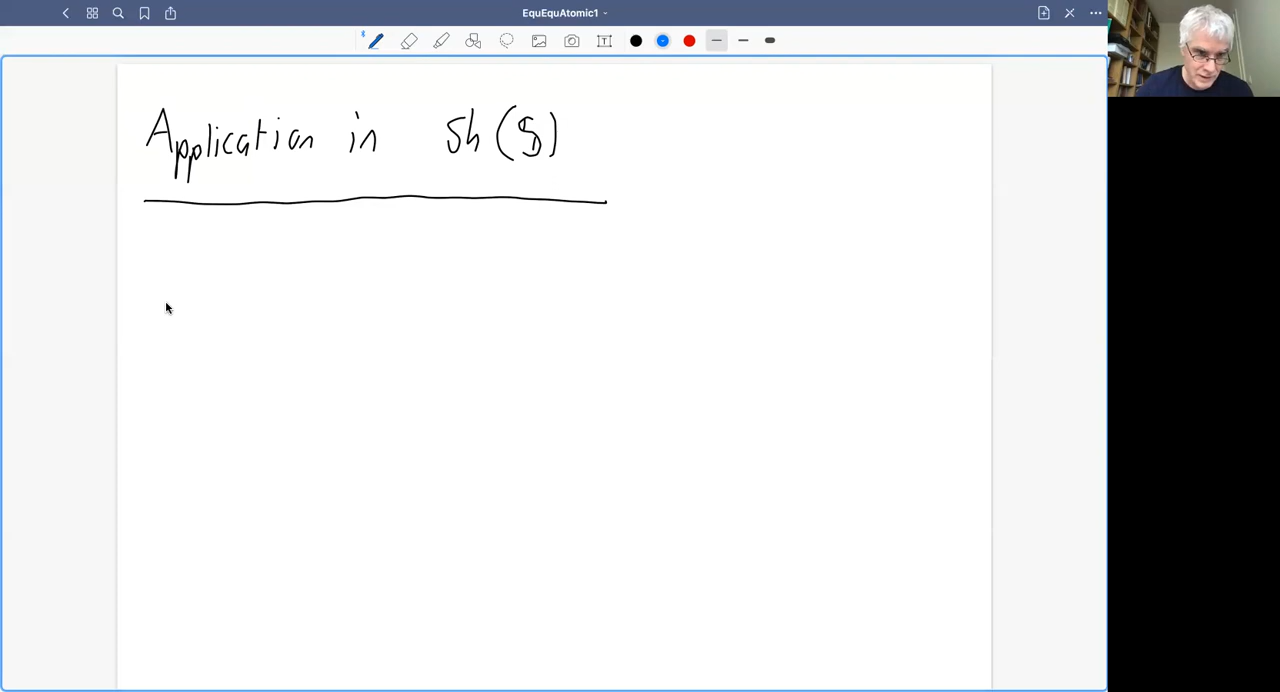 EquEquAtomic1
Application in Sh(𝕊)